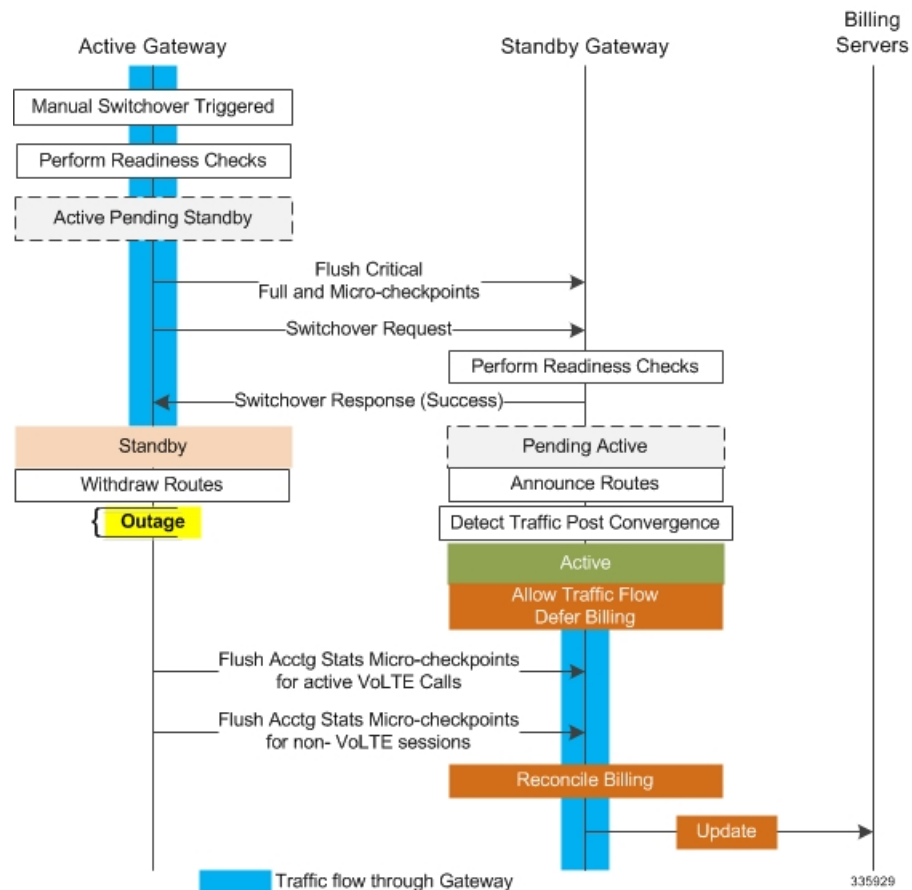 Billing
Servers
Active Gateway
Standby Gateway
Manual Switchover Triggered
Perform Readiness Checks
Active Pending Standby
Flush Critical
Full and Micro-checkpoints
Switchover Request
Perform Readiness Checks
Switchover Response (Success)
Standby
Pending Active
Withdraw Routes
Announce Routes
{ Outage
Detect Traffic Post Convergence
Active
Allow Traffic Flow
Defer Billing
Flush Acctg Stats Micro-checkpoints
for active VoLTE Calls
Flush Acctg Stats Micro-checkpoints
for non- VoLTE sessions
Reconcile Billing
Update
Traffic flow through Gateway
335929